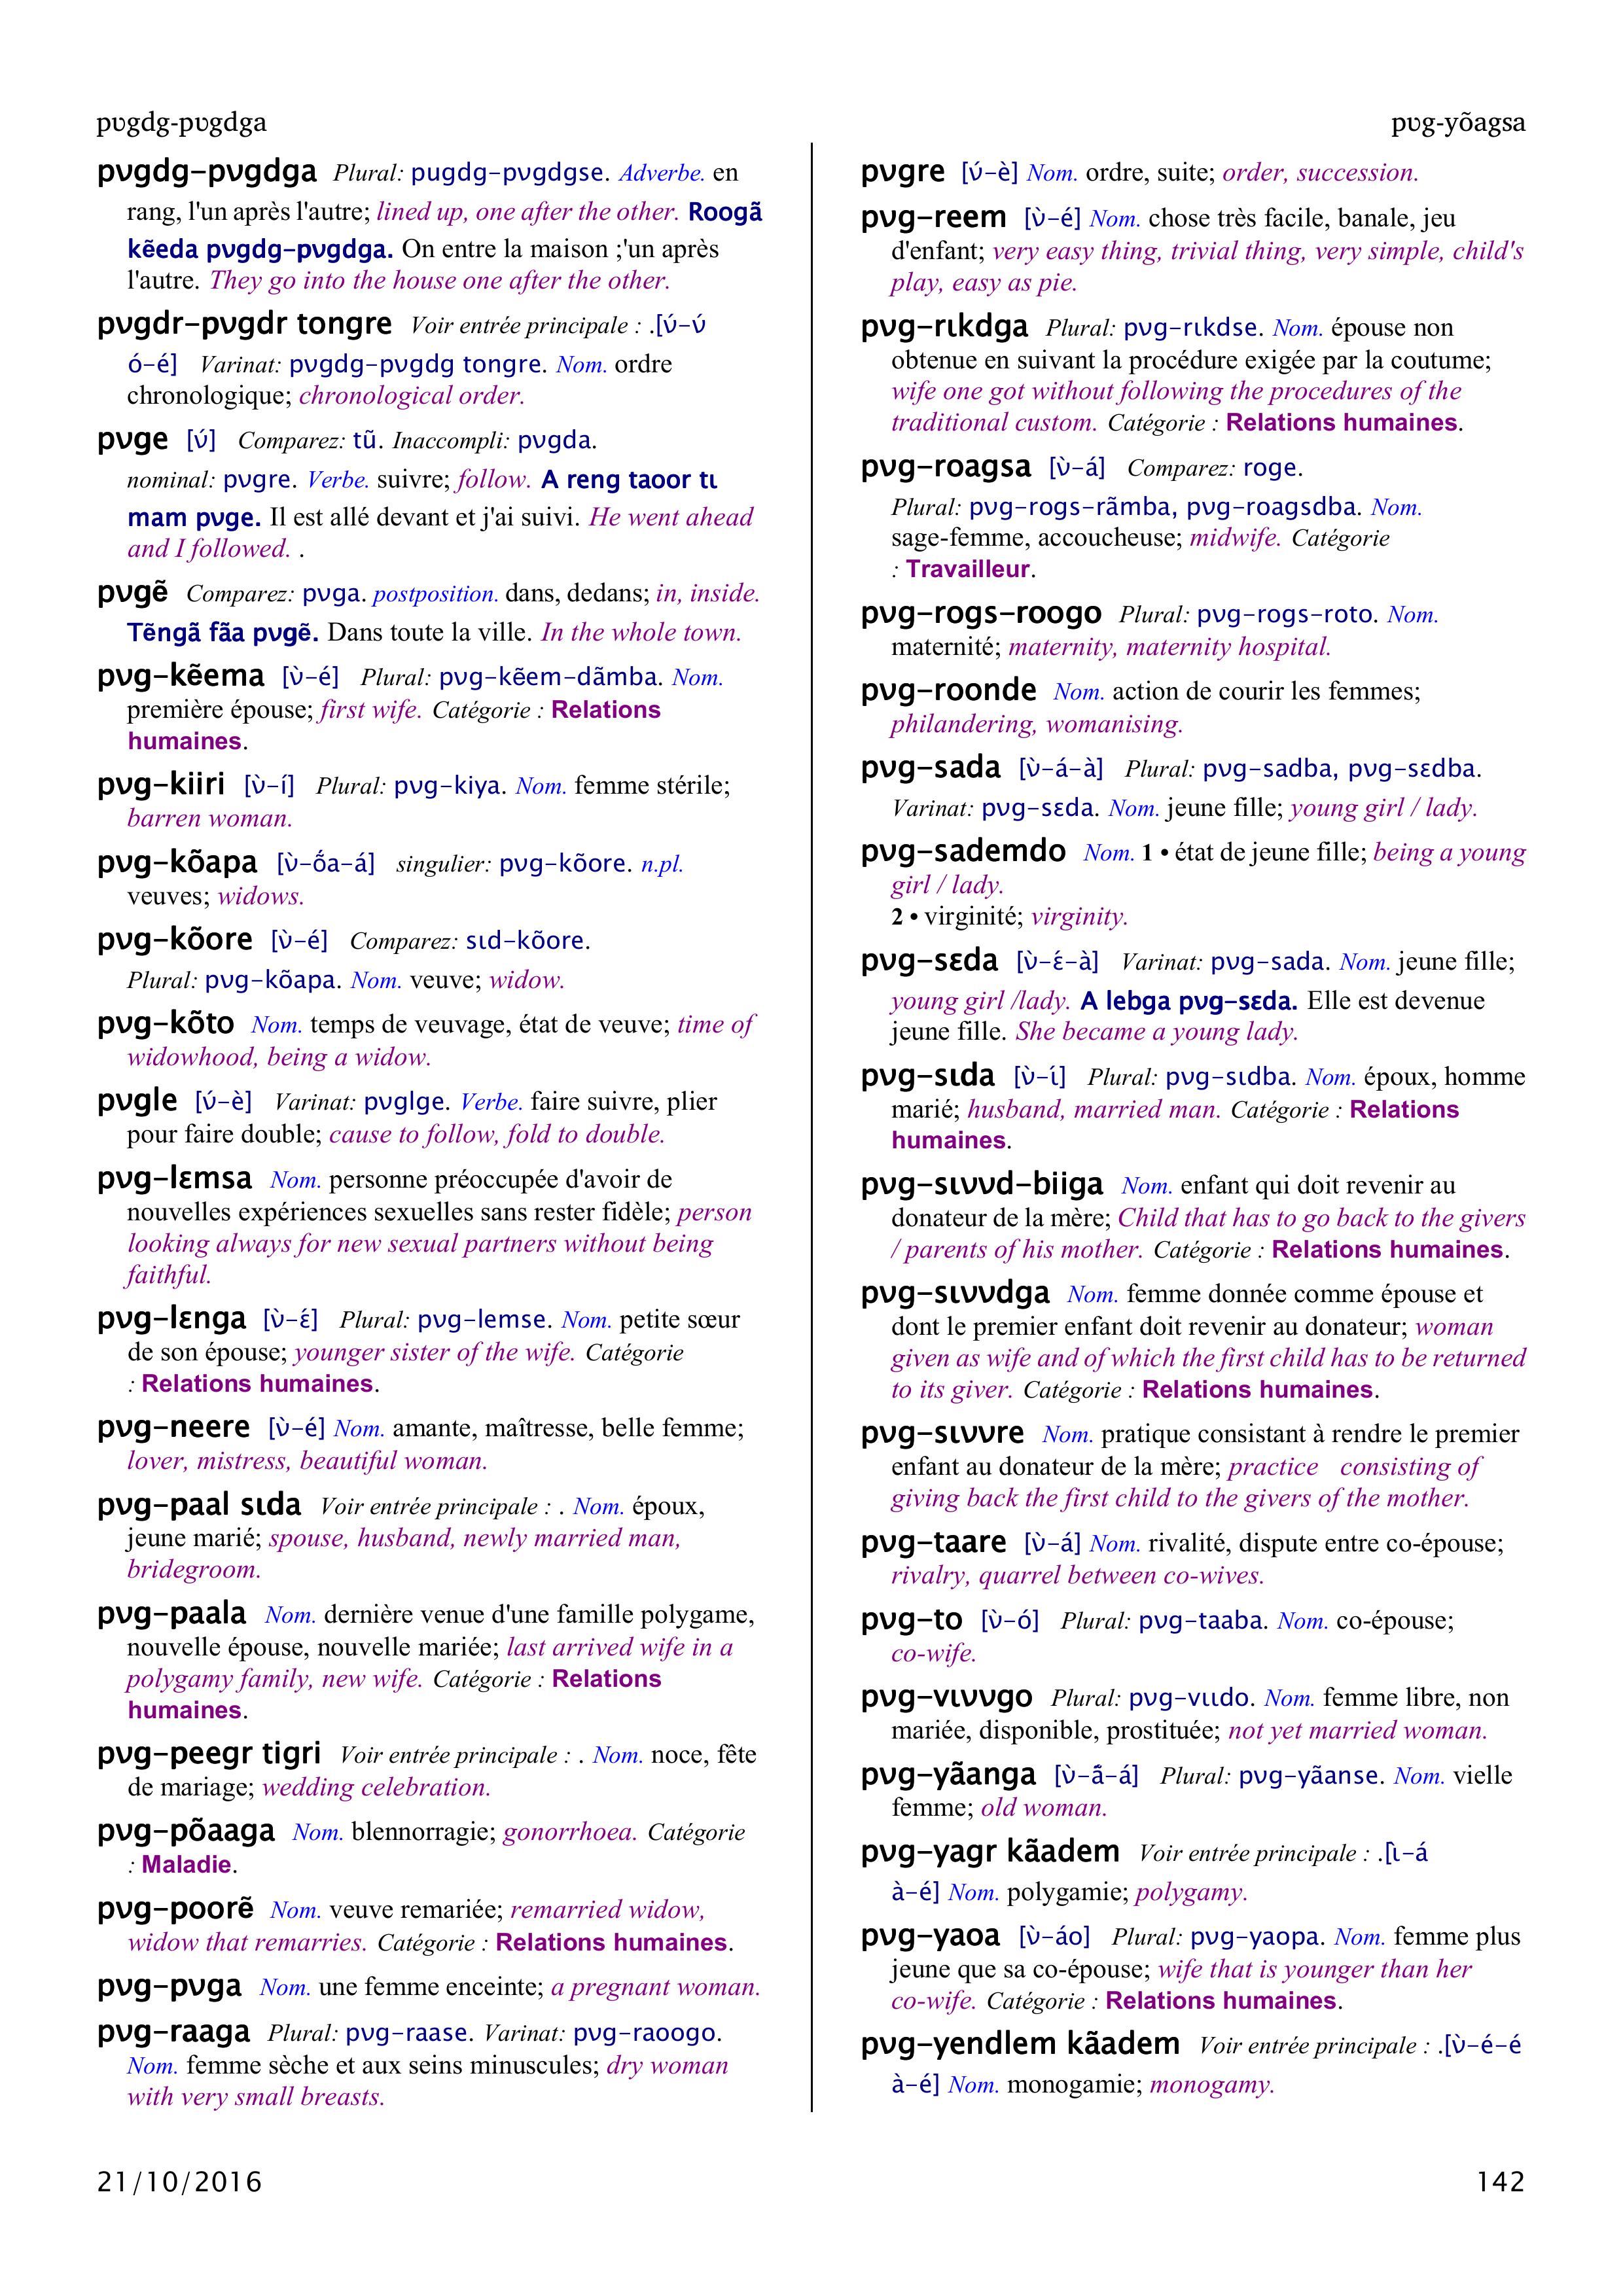 pʋgdg-pʋgdga
pʋg-yõagsa
pʋgdg-pʋgdga Plural: pugdg-pʋgdgse. Adverbe. en
rang, l'un après l'autre; lined up, one after the other. Roogã
kẽeda pʋgdg-pʋgdga. On entre la maison ;'un après
l'autre. They go into the house one after the other.
pʋgdr-pʋgdr tongre Voir entrée principale : .[ʋ́-ʋ́
ó-é] Varinat: pʋgdg-pʋgdg tongre. Nom. ordre
chronologique; chronological order.
pʋge [ʋ́] Comparez: tũ. Inaccompli: pʋgda.
nominal: pʋgre. Verbe. suivre; follow. A reng taoor tɩ
mam pʋge. Il est allé devant et j'ai suivi. He went ahead
and I followed. .
pʋgẽ Comparez: pʋga. postposition. dans, dedans; in, inside.
Tẽngã fãa pʋgẽ. Dans toute la ville. In the whole town.
pʋg-kẽema [ʋ̀-é] Plural: pʋg-kẽem-dãmba. Nom.
première épouse; first wife. Catégorie : Relations
humaines.
pʋg-kiiri [ʋ̀-í] Plural: pʋg-kiya. Nom. femme stérile;
barren woman.
pʋg-kõapa [ʋ̀-ṍa-á] singulier: pʋg-kõore. n.pl.
veuves; widows.
pʋg-kõore [ʋ̀-é] Comparez: sɩd-kõore.
Plural: pʋg-kõapa. Nom. veuve; widow.
pʋg-kõto Nom. temps de veuvage, état de veuve; time of
widowhood, being a widow.
pʋgle [ʋ́-è] Varinat: pʋglge. Verbe. faire suivre, plier
pour faire double; cause to follow, fold to double.
pʋg-lɛmsa Nom. personne préoccupée d'avoir de
nouvelles expériences sexuelles sans rester fidèle; person
looking always for new sexual partners without being
faithful.
pʋg-lɛnga [ʋ̀-ɛ́] Plural: pʋg-lemse. Nom. petite sœur
de son épouse; younger sister of the wife. Catégorie
: Relations humaines.
pʋg-neere [ʋ̀-é] Nom. amante, maîtresse, belle femme;
lover, mistress, beautiful woman.
pʋg-paal sɩda Voir entrée principale : . Nom. époux,
jeune marié; spouse, husband, newly married man,
bridegroom.
pʋg-paala Nom. dernière venue d'une famille polygame,
nouvelle épouse, nouvelle mariée; last arrived wife in a
polygamy family, new wife. Catégorie : Relations
humaines.
pʋg-peegr tigri Voir entrée principale : . Nom. noce, fête
de mariage; wedding celebration.
pʋg-põaaga Nom. blennorragie; gonorrhoea. Catégorie
: Maladie.
pʋg-poorẽ Nom. veuve remariée; remarried widow,
widow that remarries. Catégorie : Relations humaines.
pʋg-pʋga Nom. une femme enceinte; a pregnant woman.
pʋg-raaga Plural: pʋg-raase. Varinat: pʋg-raoogo.
Nom. femme sèche et aux seins minuscules; dry woman
with very small breasts.
pʋgre [ʋ́-è] Nom. ordre, suite; order, succession.
pʋg-reem [ʋ̀-é] Nom. chose très facile, banale, jeu
d'enfant; very easy thing, trivial thing, very simple, child's
play, easy as pie.
pʋg-rɩkdga Plural: pʋg-rɩkdse. Nom. épouse non
obtenue en suivant la procédure exigée par la coutume;
wife one got without following the procedures of the
traditional custom. Catégorie : Relations humaines.
pʋg-roagsa [ʋ̀-á] Comparez: roge.
Plural: pʋg-rogs-rãmba, pʋg-roagsdba. Nom.
sage-femme, accoucheuse; midwife. Catégorie
: Travailleur.
pʋg-rogs-roogo Plural: pʋg-rogs-roto. Nom.
maternité; maternity, maternity hospital.
pʋg-roonde Nom. action de courir les femmes;
philandering, womanising.
pʋg-sada [ʋ̀-á-à] Plural: pʋg-sadba, pʋg-sɛdba.
Varinat: pʋg-sɛda. Nom. jeune fille; young girl / lady.
pʋg-sademdo Nom. 1 • état de jeune fille; being a young
girl / lady.
2 • virginité; virginity.
pʋg-sɛda [ʋ̀-ɛ́-à] Varinat: pʋg-sada. Nom. jeune fille;
young girl /lady. A lebga pʋg-sɛda. Elle est devenue
jeune fille. She became a young lady.
pʋg-sɩda [ʋ̀-ɩ́] Plural: pʋg-sɩdba. Nom. époux, homme
marié; husband, married man. Catégorie : Relations
humaines.
pʋg-sɩʋʋd-biiga Nom. enfant qui doit revenir au
donateur de la mère; Child that has to go back to the givers
/ parents of his mother. Catégorie : Relations humaines.
pʋg-sɩʋʋdga Nom. femme donnée comme épouse et
dont le premier enfant doit revenir au donateur; woman
given as wife and of which the first child has to be returned
to its giver. Catégorie : Relations humaines.
pʋg-sɩʋʋre Nom. pratique consistant à rendre le premier
enfant au donateur de la mère; practice consisting of
giving back the first child to the givers of the mother.
pʋg-taare [ʋ̀-á] Nom. rivalité, dispute entre co-épouse;
rivalry, quarrel between co-wives.
pʋg-to [ʋ̀-ó] Plural: pʋg-taaba. Nom. co-épouse;
co-wife.
pʋg-vɩʋʋgo Plural: pʋg-vɩɩdo. Nom. femme libre, non
mariée, disponible, prostituée; not yet married woman.
pʋg-yãanga [ʋ̀-ã́-á] Plural: pʋg-yãanse. Nom. vielle
femme; old woman.
pʋg-yagr kãadem Voir entrée principale : .[ɩ̀-á
à-é] Nom. polygamie; polygamy.
pʋg-yaoa [ʋ̀-áo] Plural: pʋg-yaopa. Nom. femme plus
jeune que sa co-épouse; wife that is younger than her
co-wife. Catégorie : Relations humaines.
pʋg-yendlem kãadem Voir entrée principale : .[ʋ̀-é-é
à-é] Nom. monogamie; monogamy.
21/10/2016
142